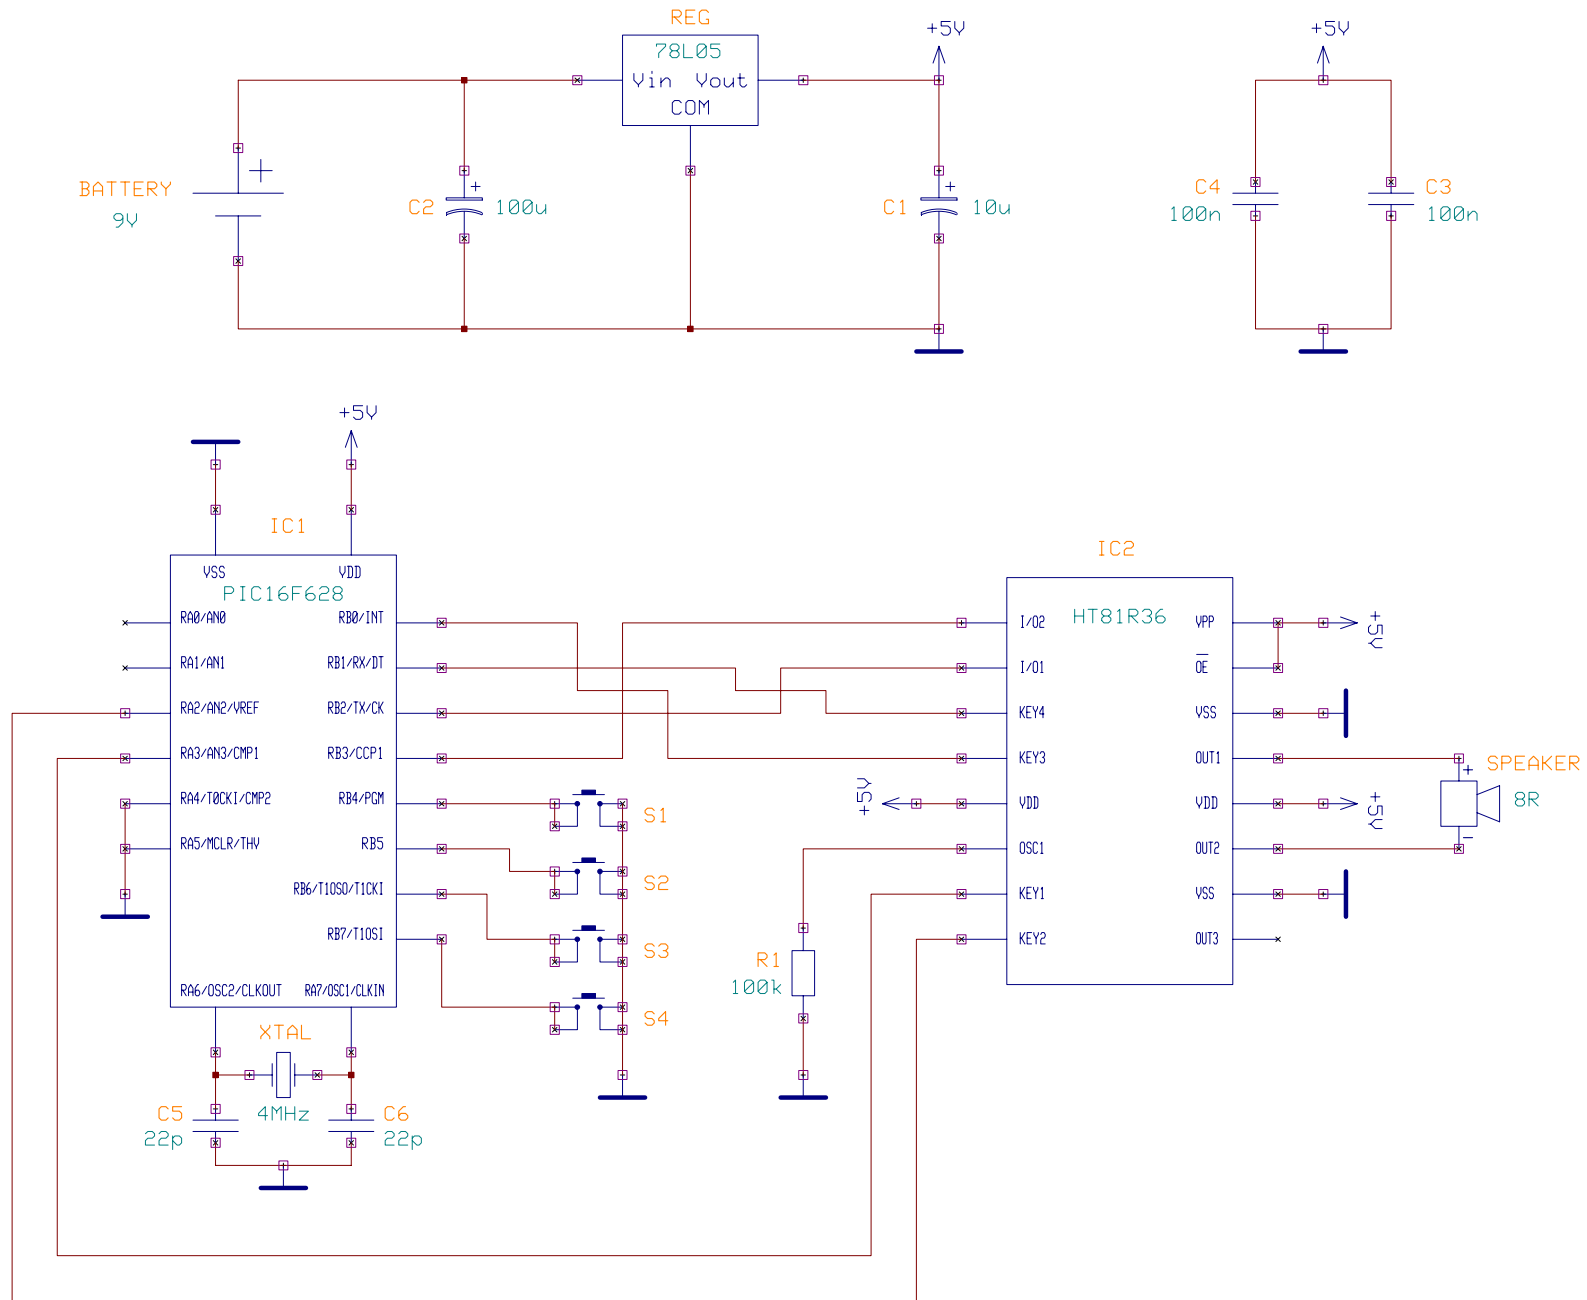 REG
78L05
Vin Vout
COM
+5V
+5V
BATTERY
9V
+
C2
100u
+
C1
10u
+
C4
100n
C3
100n
+5V
IC1
VSS
VDD
PIC16F628
RA0/AN0
RB0/INT
RA1/AN1
RB1/RX/DT
RA2/AN2/VREF
RB2/TX/CK
RA3/AN3/CMP1
RB3/CCP1
RA4/T0CKI/CMP2
RB4/PGM
RA5/MCLR/THV
RB5
RB6/T1OSO/T1CKI
RB7/T1OSI
RA6/OSC2/CLKOUT
RA7/OSC1/CLKIN
XTAL
4MHz
C5
22p
C6
22p
S1
S2
S3
S4
R1
100k
+5V
IC2
HT81R36
I/O2
VPP
I/O1
OE
KEY4
VSS
KEY3
OUT1
VDD
VDD
OSC1
OUT2
KEY1
VSS
KEY2
OUT3
+5V
+5V
SPEAKER
8R
+
-